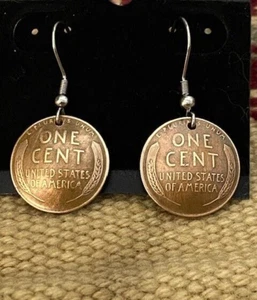 ONE
CENT
UNITED STATES
OF AMERICA
ONE
CENT
UNITED STATES
OF AMERICA